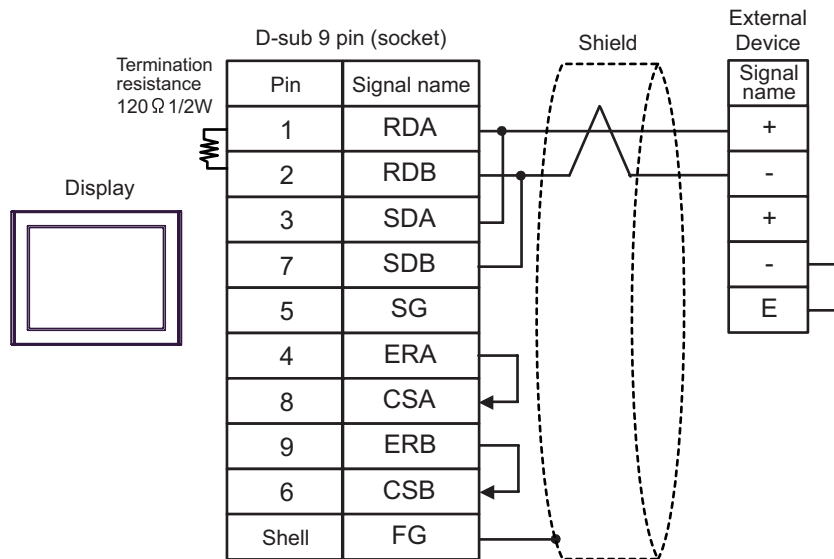 D-sub 9 pin (socket)
Shield
External
Device
Termination
resistance
120Ω 1/2W
Display
Pin Signal name
1 RDA
2 RDB
3 SDA
7 SDB
5 SG
4 ERA
8 CSA
9 ERB
6 CSB
Shell FG
Signal
name
+
-
+
-
E